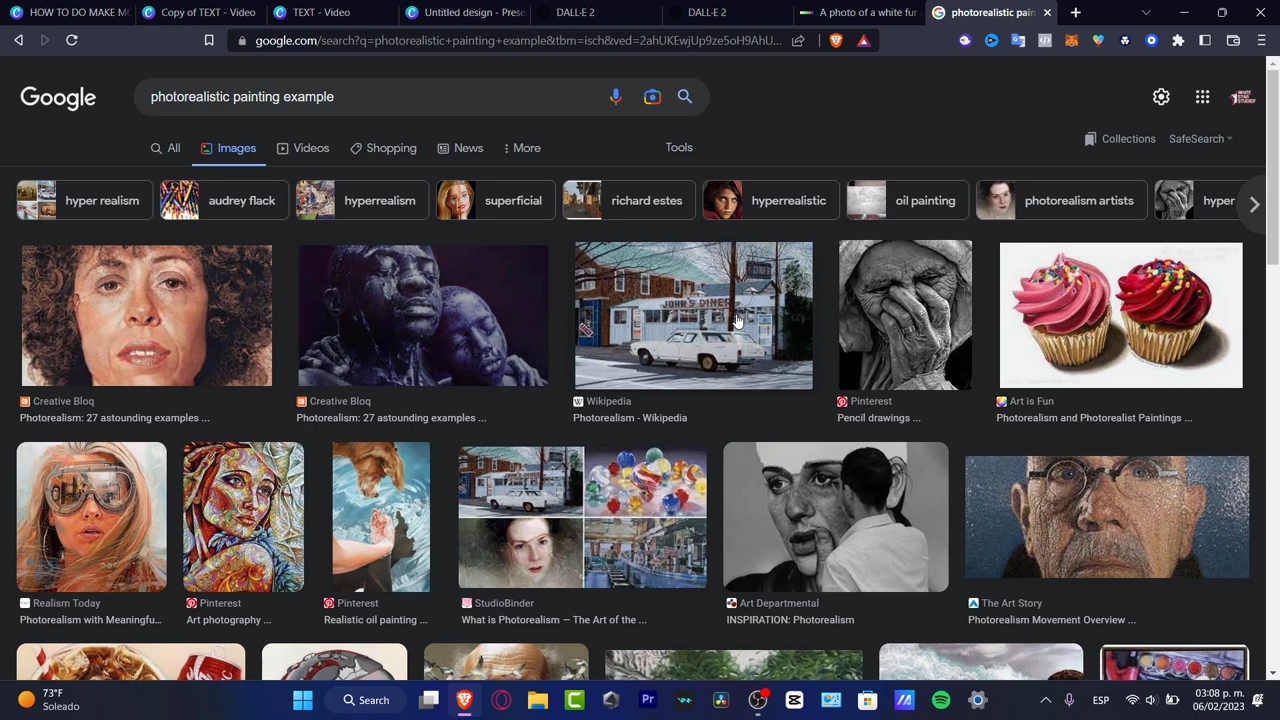 HOW TO DO MAKE M
Copy of TEXT - Video
TEXT - Video
Untitled design - Prese
DALL·E 2
DALL·E 2
A photo of a white fur
photorealistic pain
google.com/search?q=photorealistic+painting+example&tbm=isch&ved=2ahUKEwjUp9ze5oH9AhU...
Google
photorealistic painting example
All
Images
Videos
Shopping
News
More
Tools
Collections
SafeSearch
hyper realism
audrey flack
hyperrealism
superficial
richard estes
hyperrealistic
oil painting
photorealism artists
hyper
JOHN'S DINER
DINER
Creative Bloq
Photorealism: 27 astounding examples ...
Creative Bloq
Photorealism: 27 astounding examples ...
Wikipedia
Photorealism - Wikipedia
Pinterest
Pencil drawings ...
Art is Fun
Photorealism and Photorealist Paintings ...
Realism Today
Photorealism with Meaningfu...
Pinterest
Art photography ...
Pinterest
Realistic oil painting ...
StudioBinder
What is Photorealism — The Art of the ...
Art Departmental
INSPIRATION: Photorealism
The Art Story
Photorealism Movement Overview ...
73°F
Soleado
Search
ESP
03:08 p. m.
06/02/2023